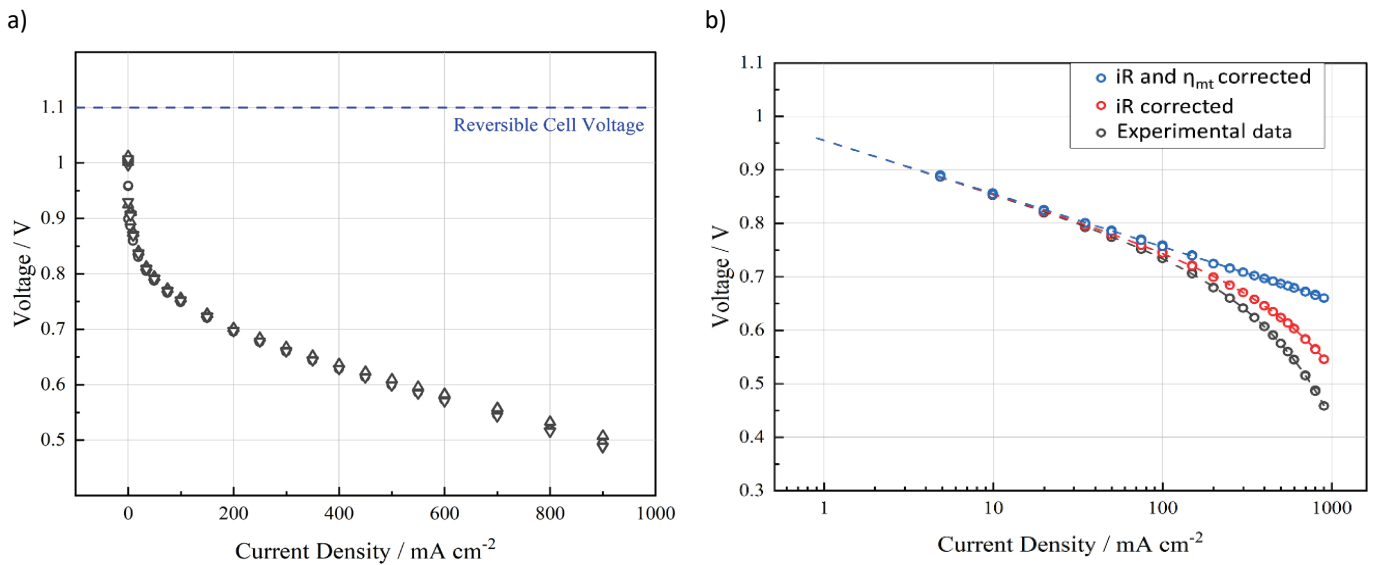 a)
1.1
1
0.9
0.8
0.7
0.6
0.5
Reversible Cell Voltage
0
200
400
600
800
1000
Voltage / V
Current Density / mA cm⁻²
b)
1.1
1
0.9
0.8
0.7
0.6
0.5
0.4
0.3
iR and ηmt corrected
iR corrected
Experimental data
1
10
100
1000
Voltage / V
Current Density / mA cm⁻²